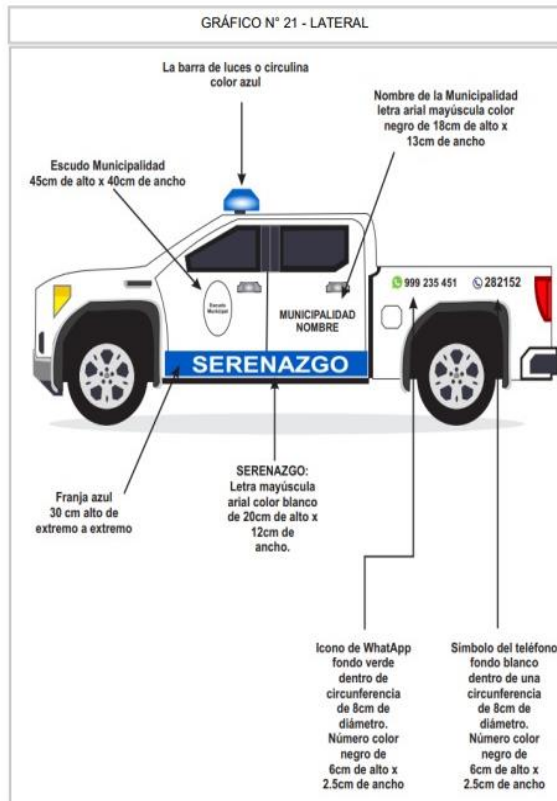 GRÁFICO N° 21 - LATERAL
La barra de luces o circulina
color azul
Nombre de la Municipalidad
letra arial mayúscula color
negro de 18cm de alto x
13cm de ancho
Escudo Municipalidad
45cm de alto x 40cm de ancho
Escudo
Municipal
MUNICIPALIDAD
NOMBRE
999 235 451
282152
SERENAZGO
Franja azul
30 cm alto de
extremo a extremo
SERENAZGO:
Letra mayúscula
arial color blanco
de 20cm de alto x
12cm de
ancho.
Icono de WhatApp
fondo verde
dentro de
circunferencia
de 8cm de
diámetro.
Número color
negro de
6cm de alto x
2.5cm de ancho
Símbolo del teléfono
fondo blanco
dentro de una
circunferencia
de 8cm de
diámetro.
Número color
negro de
6cm de alto x
2.5cm de ancho